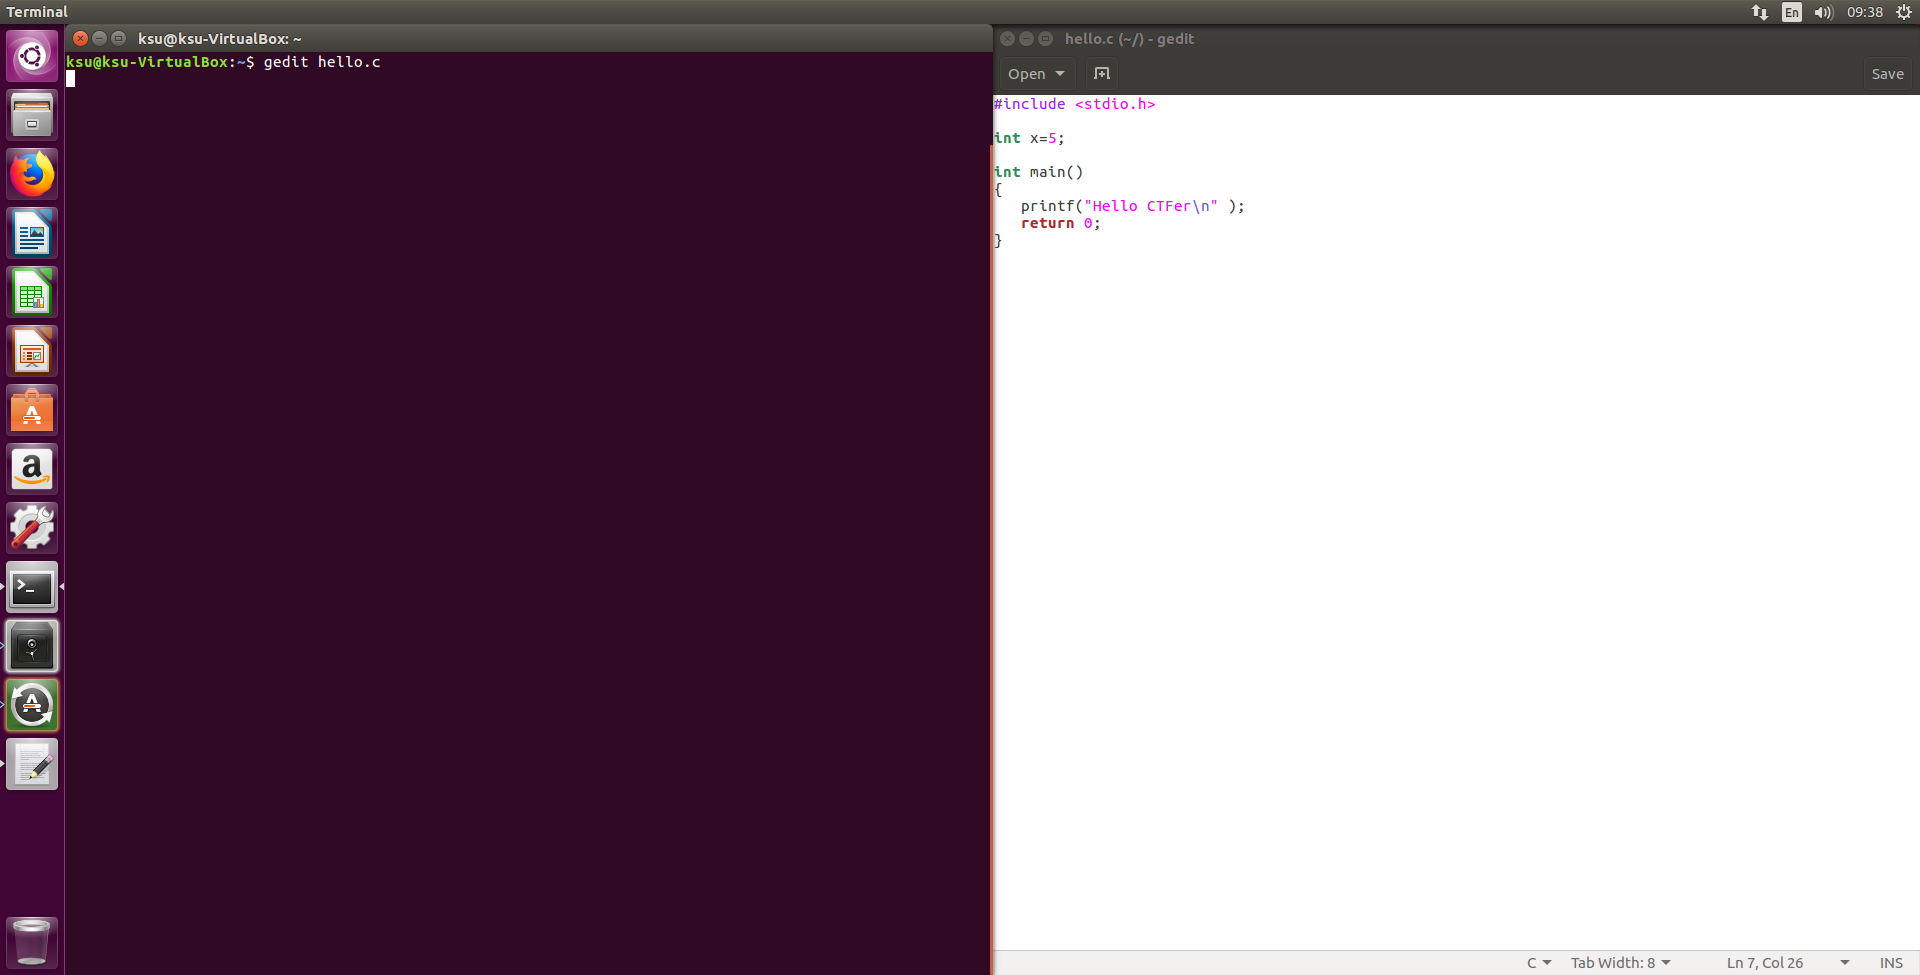 Terminal
En
09:38
ksu@ksu-VirtualBox: ~
ksu@ksu-VirtualBox:~$ gedit hello.c
hello.c (~/) - gedit
Open
Save
#include <stdio.h>
int x=5;
int main()
{
printf("Hello CTFer\n" );
return 0;
}
C
Tab Width: 8
Ln 7, Col 26
INS